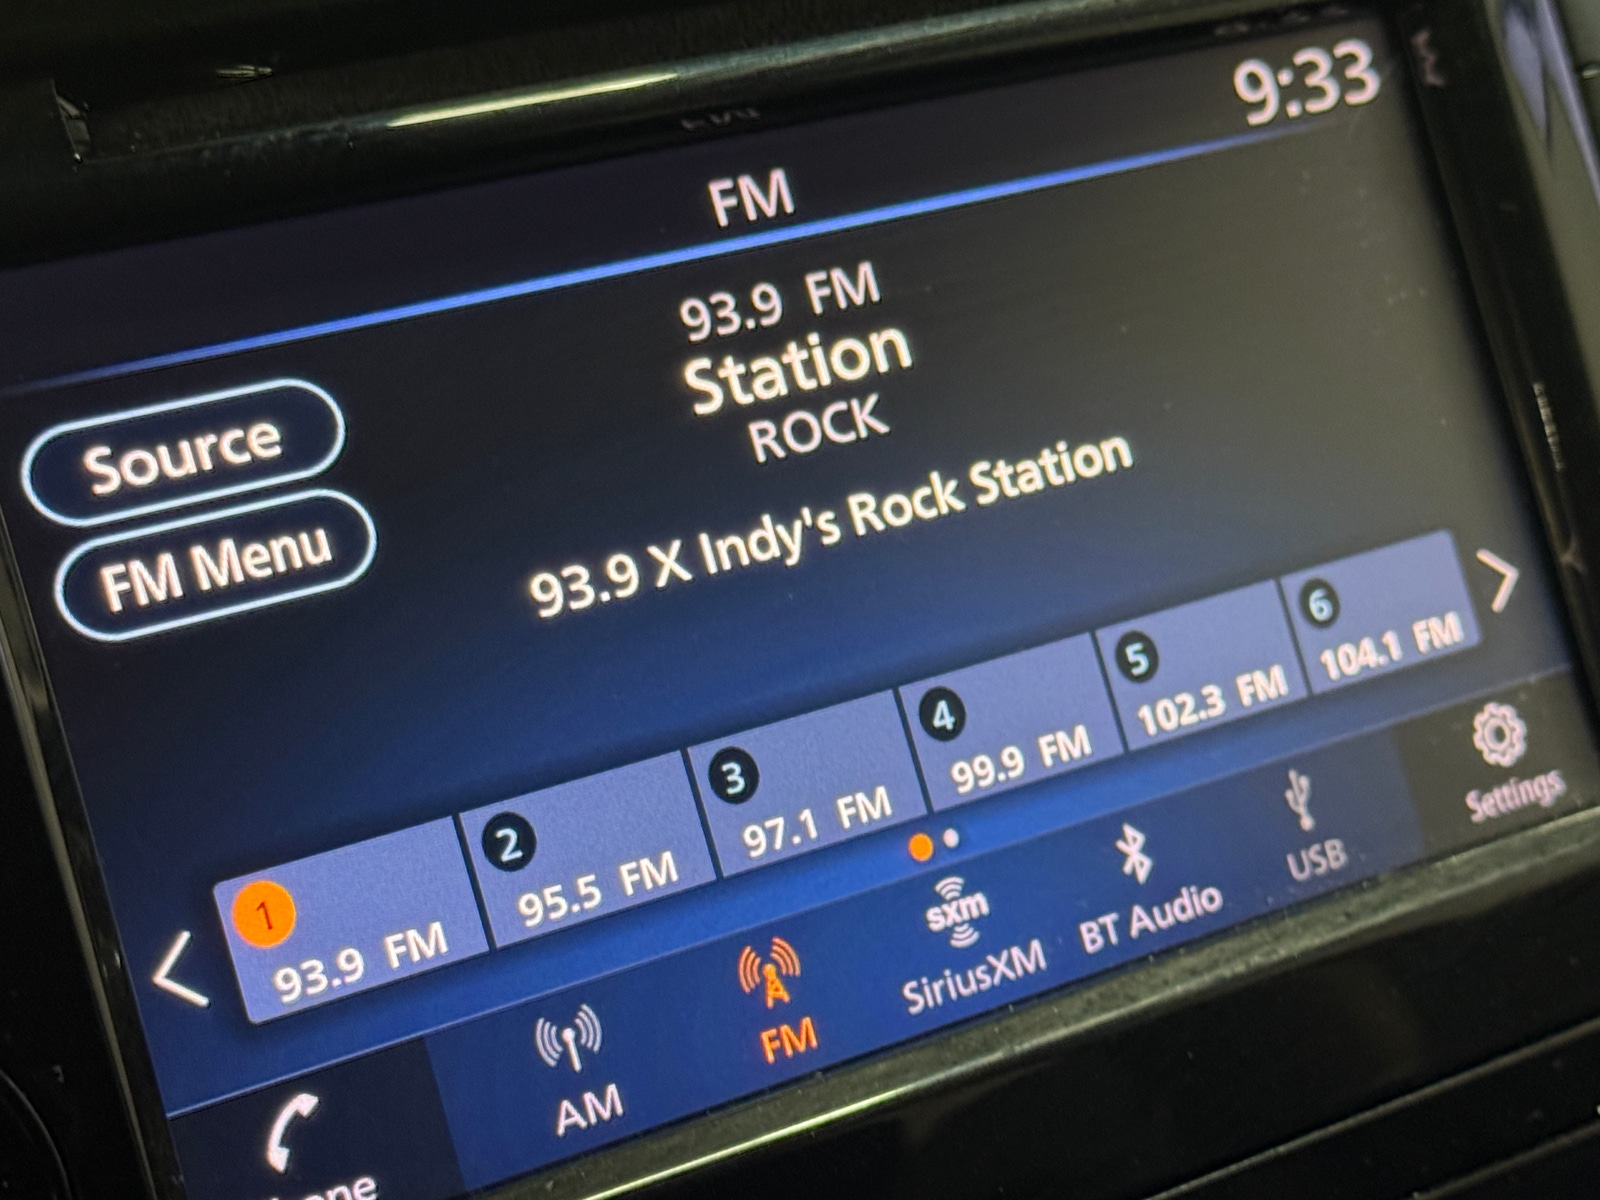 9:33
FM
93.9 FM
Station
ROCK
93.9 X Indy's Rock Station
Source
FM Menu
1
93.9 FM
2
95.5 FM
3
97.1 FM
4
99.9 FM
5
102.3 FM
6
104.1 FM
AM
FM
sxm
SiriusXM
BT Audio
USB
Settings